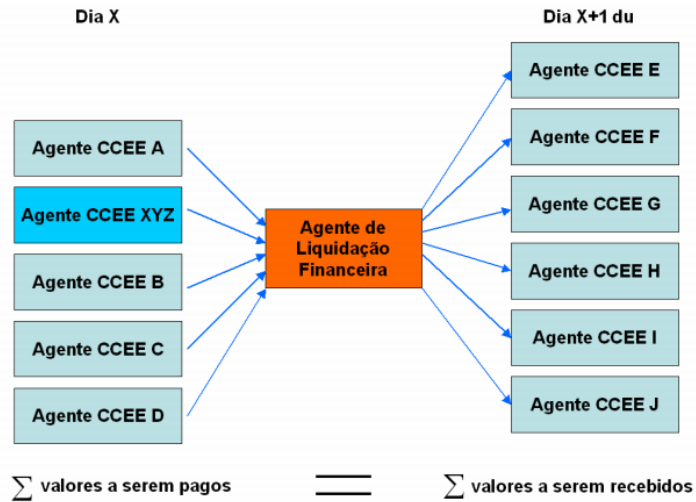 Dia X
Dia X+1 du
Agente CCEE A
Agente CCEE XYZ
Agente CCEE B
Agente CCEE C
Agente CCEE D
Agente de
Liquidação
Financeira
Agente CCEE E
Agente CCEE F
Agente CCEE G
Agente CCEE H
Agente CCEE I
Agente CCEE J
∑ valores a serem pagos = ∑ valores a serem recebidos